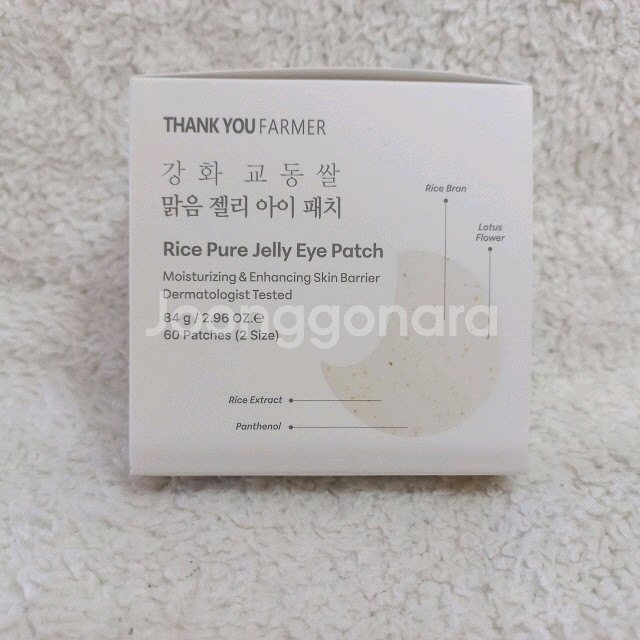 THANK YOU FARMER
강화 교동쌀
맑음 젤리 아이 패치
Rice Pure Jelly Eye Patch
Moisturizing & Enhancing Skin Barrier
Dermatologist Tested
84 g / 2.96 OZ.℮
60 Patches (2 Size)
Rice Bran
Lotus
Flower
Joonggonara
Rice Extract
Panthenol